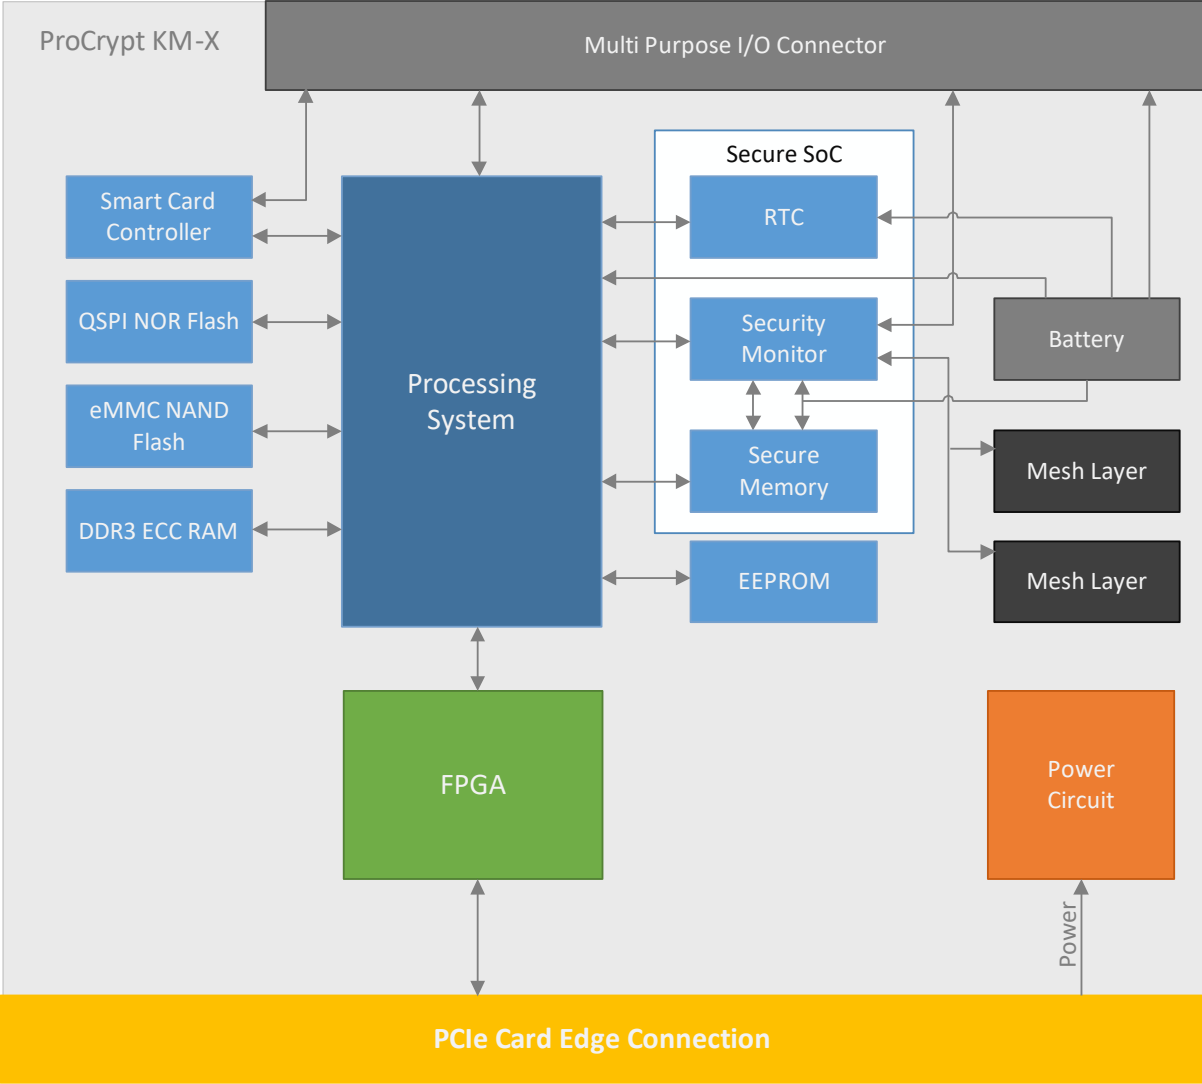 ProCrypt KM-X
Multi Purpose I/O Connector
Secure SoC
Smart Card
Controller
RTC
QSPI NOR Flash
Security
Monitor
Battery
Processing
System
eMMC NAND
Flash
Secure
Memory
Mesh Layer
DDR3 ECC RAM
EEPROM
Mesh Layer
FPGA
Power
Circuit
Power
PCIe Card Edge Connection